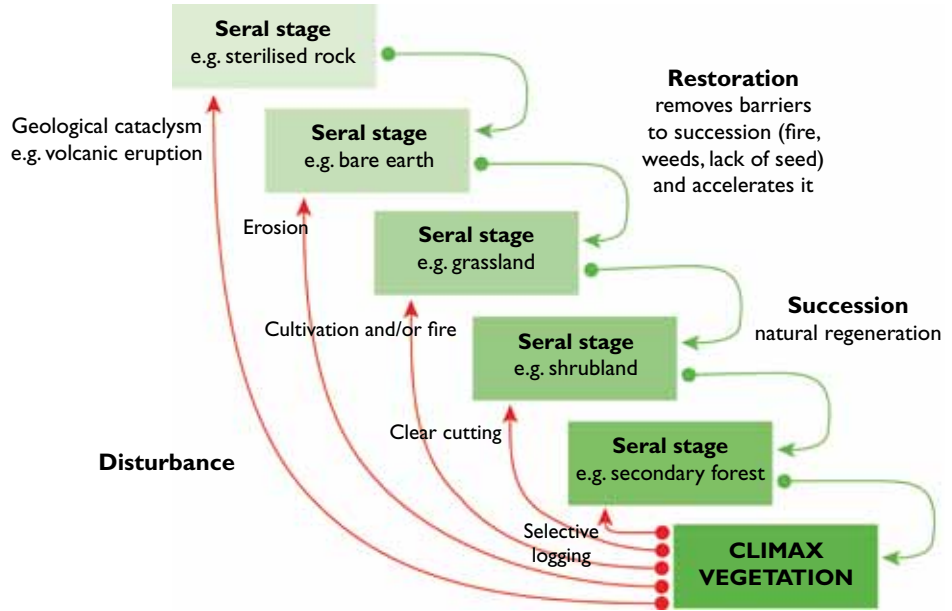 Seral stage
e.g. sterilised rock
Geological cataclysm
e.g. volcanic eruption
Restoration
removes barriers
to succession (fire,
weeds, lack of seed)
and accelerates it
Seral stage
e.g. bare earth
Erosion
Seral stage
e.g. grassland
Succession
natural regeneration
Cultivation and/or fire
Seral stage
e.g. shrubland
Clear cutting
Disturbance
Seral stage
e.g. secondary forest
Selective
logging
CLIMAX
VEGETATION